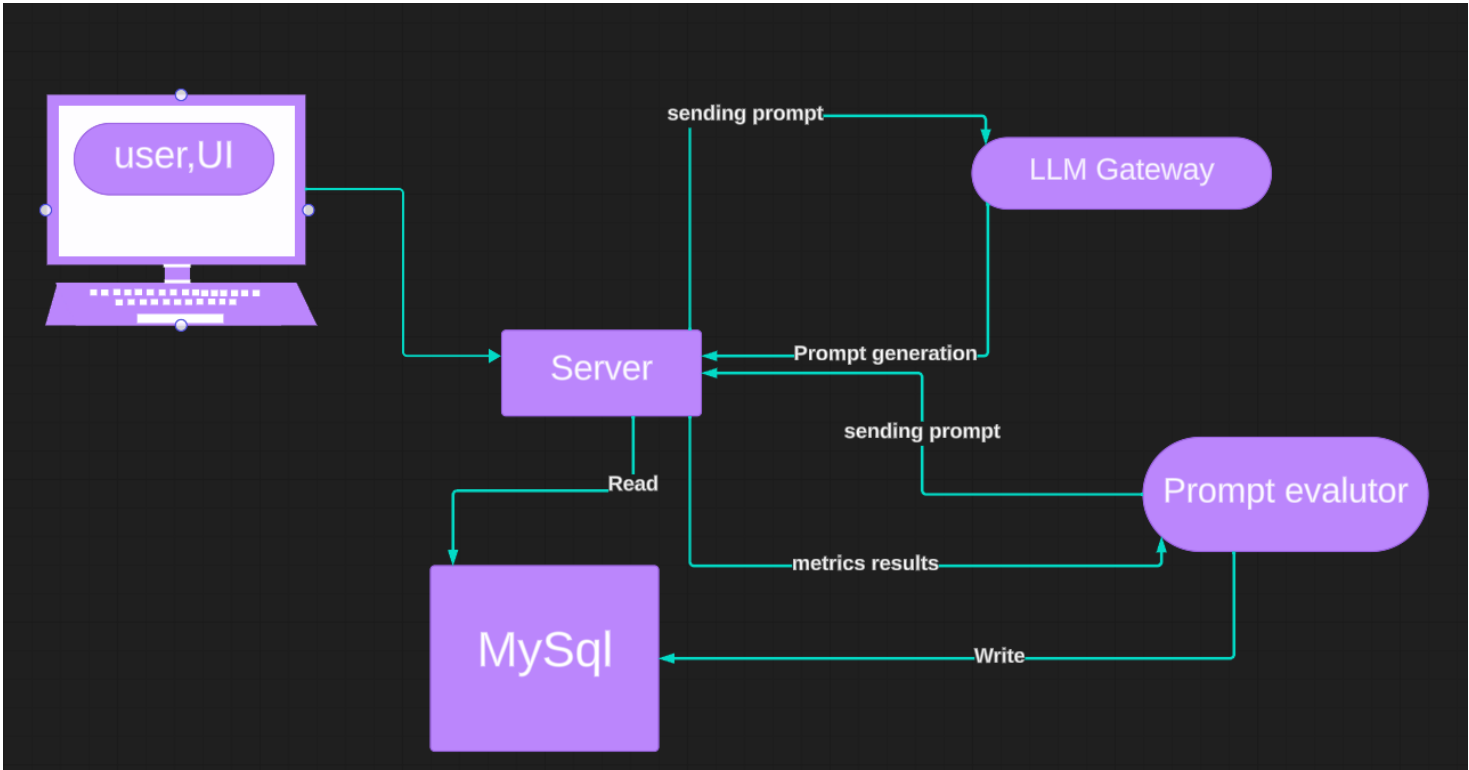 sending prompt
user,UI
LLM Gateway
Prompt generation
Server
sending prompt
Read
Prompt evalutor
metrics results
MySql
Write